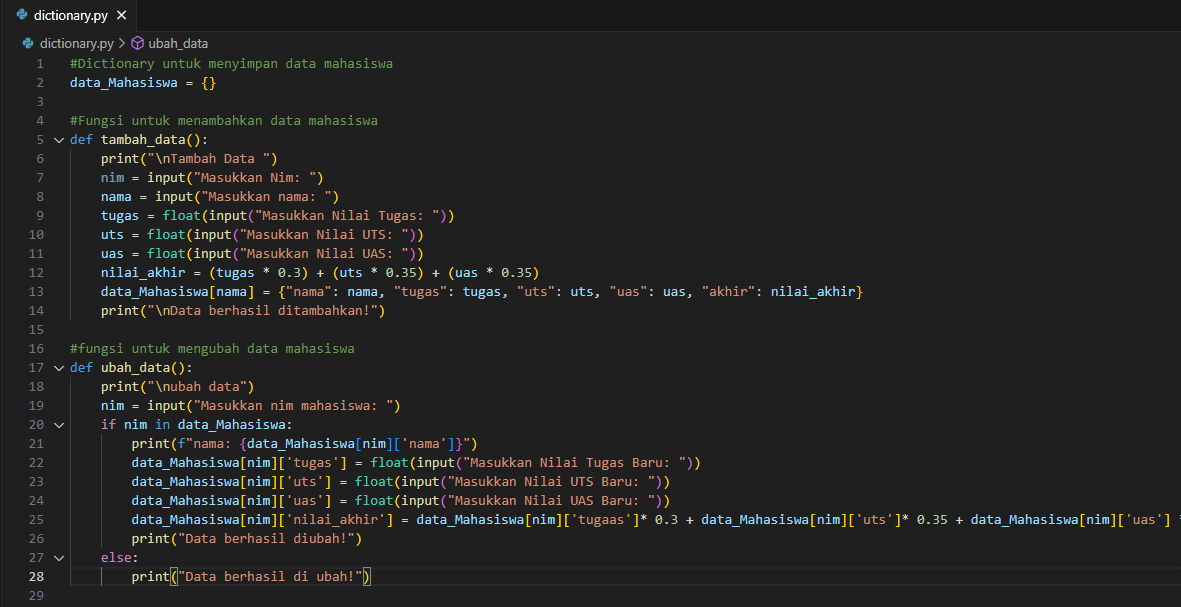 dictionary.py
dictionary.py > ubah_data
1 #Dictionary untuk menyimpan data mahasiswa
2 data_Mahasiswa = {}
3
4 #Fungsi untuk menambahkan data mahasiswa
5 def tambah_data():
6 print("\nTambah Data ")
7 nim = input("Masukkan Nim: ")
8 nama = input("Masukkan nama: ")
9 tugas = float(input("Masukkan Nilai Tugas: "))
10 uts = float(input("Masukkan Nilai UTS: "))
11 uas = float(input("Masukkan Nilai UAS: "))
12 nilai_akhir = (tugas * 0.3) + (uts * 0.35) + (uas * 0.35)
13 data_Mahasiswa[nama] = {"nama": nama, "tugas": tugas, "uts": uts, "uas": uas, "akhir": nilai_akhir}
14 print("\nData berhasil ditambahkan!")
15
16 #fungsi untuk mengubah data mahasiswa
17 def ubah_data():
18 print("\nubah data")
19 nim = input("Masukkan nim mahasiswa: ")
20 if nim in data_Mahasiswa:
21 print(f"nama: {data_Mahasiswa[nim]['nama']}")
22 data_Mahasiswa[nim]['tugas'] = float(input("Masukkan Nilai Tugas Baru: "))
23 data_Mahasiswa[nim]['uts'] = float(input("Masukkan Nilai UTS Baru: "))
24 data_Mahasiswa[nim]['uas'] = float(input("Masukkan Nilai UAS Baru: "))
25 data_Mahasiswa[nim]['nilai_akhir'] = data_Mahasiswa[nim]['tugaas']* 0.3 + data_Mahasiswa[nim]['uts']* 0.35 + data_Mahasiswa[nim]['uas'] *
26 print("Data berhasil diubah!")
27 else:
28 print("Data berhasil di ubah!")
29